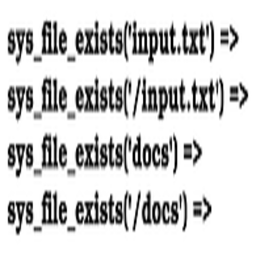 sys_file_exists('input.txt') =>
sys_file_exists('/input.txt') =>
sys_file_exists('docs') =>
sys_file_exists('/docs') =>